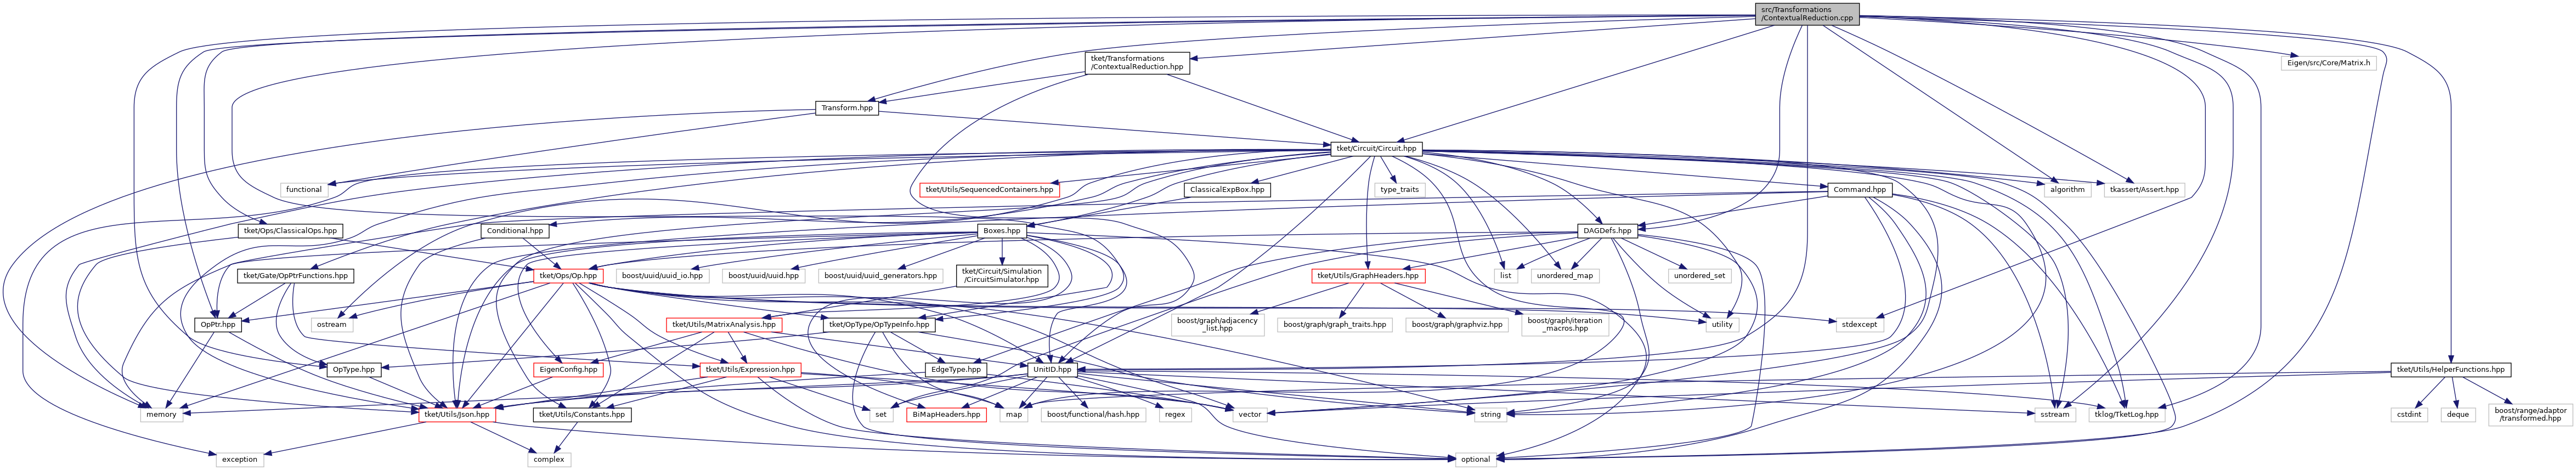 src/Transformations
/ContextualReduction.cpp
tket/Transformations
/ContextualReduction.hpp
Eigen/src/Core/Matrix.h
Transform.hpp
tket/Circuit/Circuit.hpp
functional
tket/Utils/SequencedContainers.hpp
ClassicalExpBox.hpp
type_traits
Command.hpp
algorithm
tkassert/Assert.hpp
tket/Ops/ClassicalOps.hpp
Conditional.hpp
Boxes.hpp
DAGDefs.hpp
tket/Gate/OpPtrFunctions.hpp
tket/Ops/Op.hpp
boost/uuid/uuid_io.hpp
boost/uuid/uuid.hpp
boost/uuid/uuid_generators.hpp
tket/Circuit/Simulation
/CircuitSimulator.hpp
tket/Utils/GraphHeaders.hpp
list
unordered_map
unordered_set
OpPtr.hpp
ostream
tket/Utils/MatrixAnalysis.hpp
tket/OpType/OpTypeInfo.hpp
boost/graph/adjacency
_list.hpp
boost/graph/graph_traits.hpp
boost/graph/graphviz.hpp
boost/graph/iteration
_macros.hpp
utility
stdexcept
OpType.hpp
EigenConfig.hpp
tket/Utils/Expression.hpp
EdgeType.hpp
UnitID.hpp
tket/Utils/HelperFunctions.hpp
memory
tket/Utils/Json.hpp
tket/Utils/Constants.hpp
set
BiMapHeaders.hpp
map
boost/functional/hash.hpp
regex
vector
string
sstream
tklog/TketLog.hpp
cstdint
deque
boost/range/adaptor
/transformed.hpp
exception
complex
optional